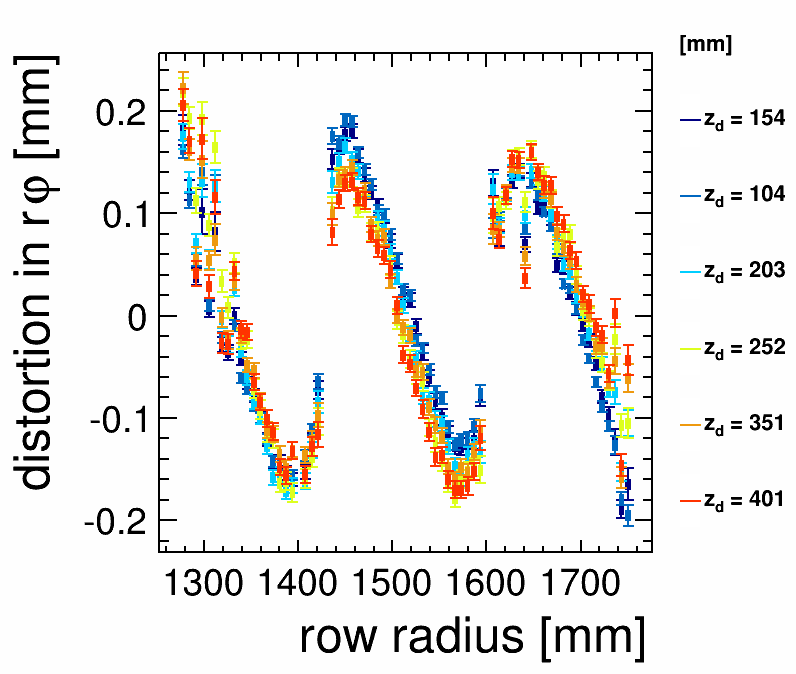 [mm]
z_d = 154
z_d = 104
z_d = 203
z_d = 252
z_d = 351
z_d = 401
distortion in rφ [mm]
0.2
0.1
0
-0.1
-0.2
1300 1400 1500 1600 1700
row radius [mm]